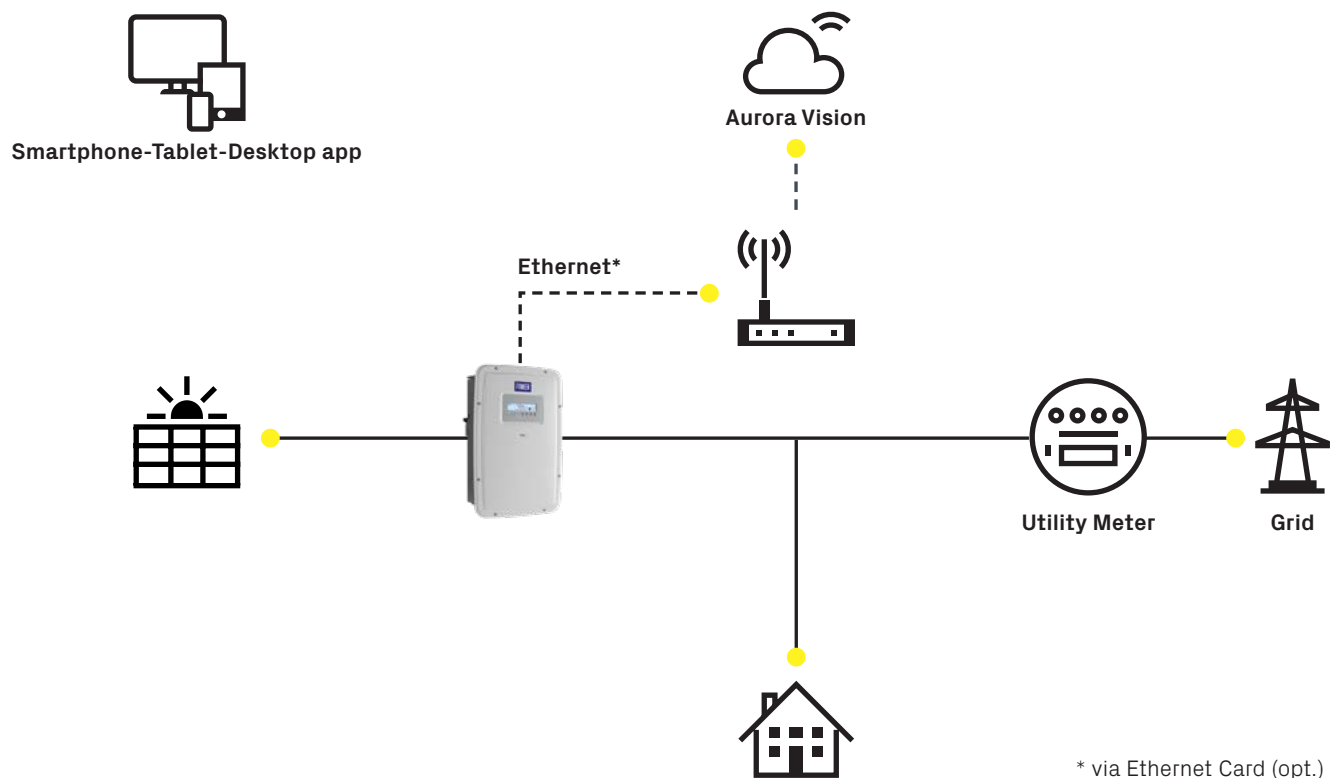 Aurora Vision
Smartphone-Tablet-Desktop app
Ethernet*
Utility Meter
Grid
* via Ethernet Card (opt.)